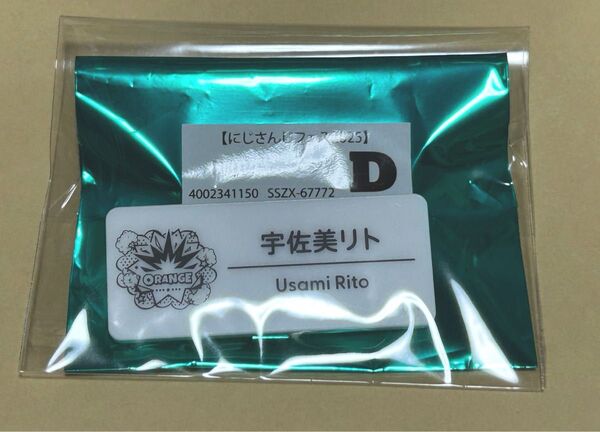 【にじさんじフェス2025】
D
4002341150 SSZX-67772
ORANGE
宇佐美リト
Usami Rito